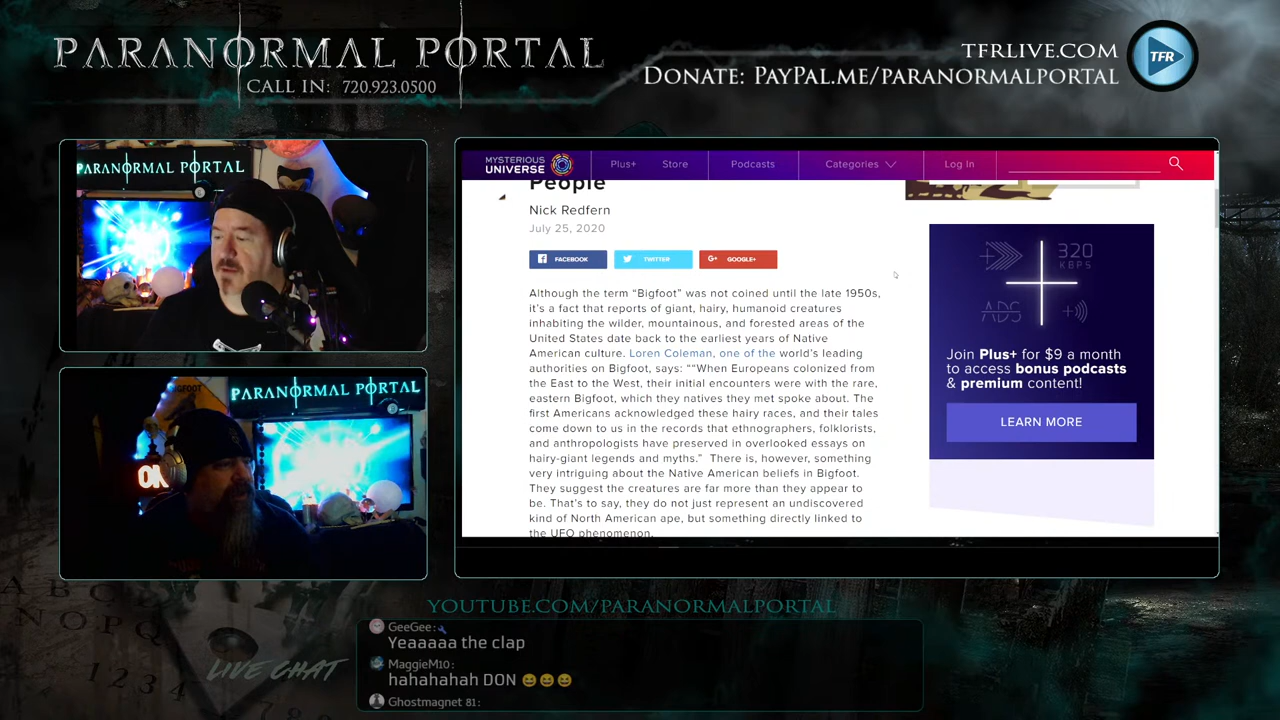 PARANORMAL PORTAL
CALL IN: 720.923.0500
TFRLIVE.COM
DONATE: PAYPAL.ME/PARANORMALPORTAL
TFR
PARANORMAL PORTAL
BIGFOOT
PARANORMAL PORTAL
ON
MYSTERIOUS
UNIVERSE
Plus+
Store
Podcasts
Categories
Log In
People
Nick Redfern
July 25, 2020
FACEBOOK
TWITTER
G+ GOOGLE+
Although the term “Bigfoot” was not coined until the late 1950s,
it’s a fact that reports of giant, hairy, humanoid creatures
inhabiting the wilder, mountainous, and forested areas of the
United States date back to the earliest years of Native
American culture. Loren Coleman, one of the world’s leading
authorities on Bigfoot, says: ““When Europeans colonized from
the East to the West, their initial encounters were with the rare,
eastern Bigfoot, which they natives they met spoke about. The
first Americans acknowledged these hairy races, and their tales
come down to us in the records that ethnographers, folklorists,
and anthropologists have preserved in overlooked essays on
hairy-giant legends and myths.” There is, however, something
very intriguing about the Native American beliefs in Bigfoot.
They suggest the creatures are far more than they appear to
be. That’s to say, they do not just represent an undiscovered
kind of North American ape, but something directly linked to
the UFO phenomenon.
320
KBPS
ADS
Join Plus+ for $9 a month
to access bonus podcasts
& premium content!
LEARN MORE
YOUTUBE.COM/PARANORMALPORTAL
LIVE CHAT
GeeGee:
Yeaaaaa the clap
MaggieM10:
hahahahah DON 😆😆😆
Ghostmagnet 81:
A B C
N O P Q
1 2 3 4